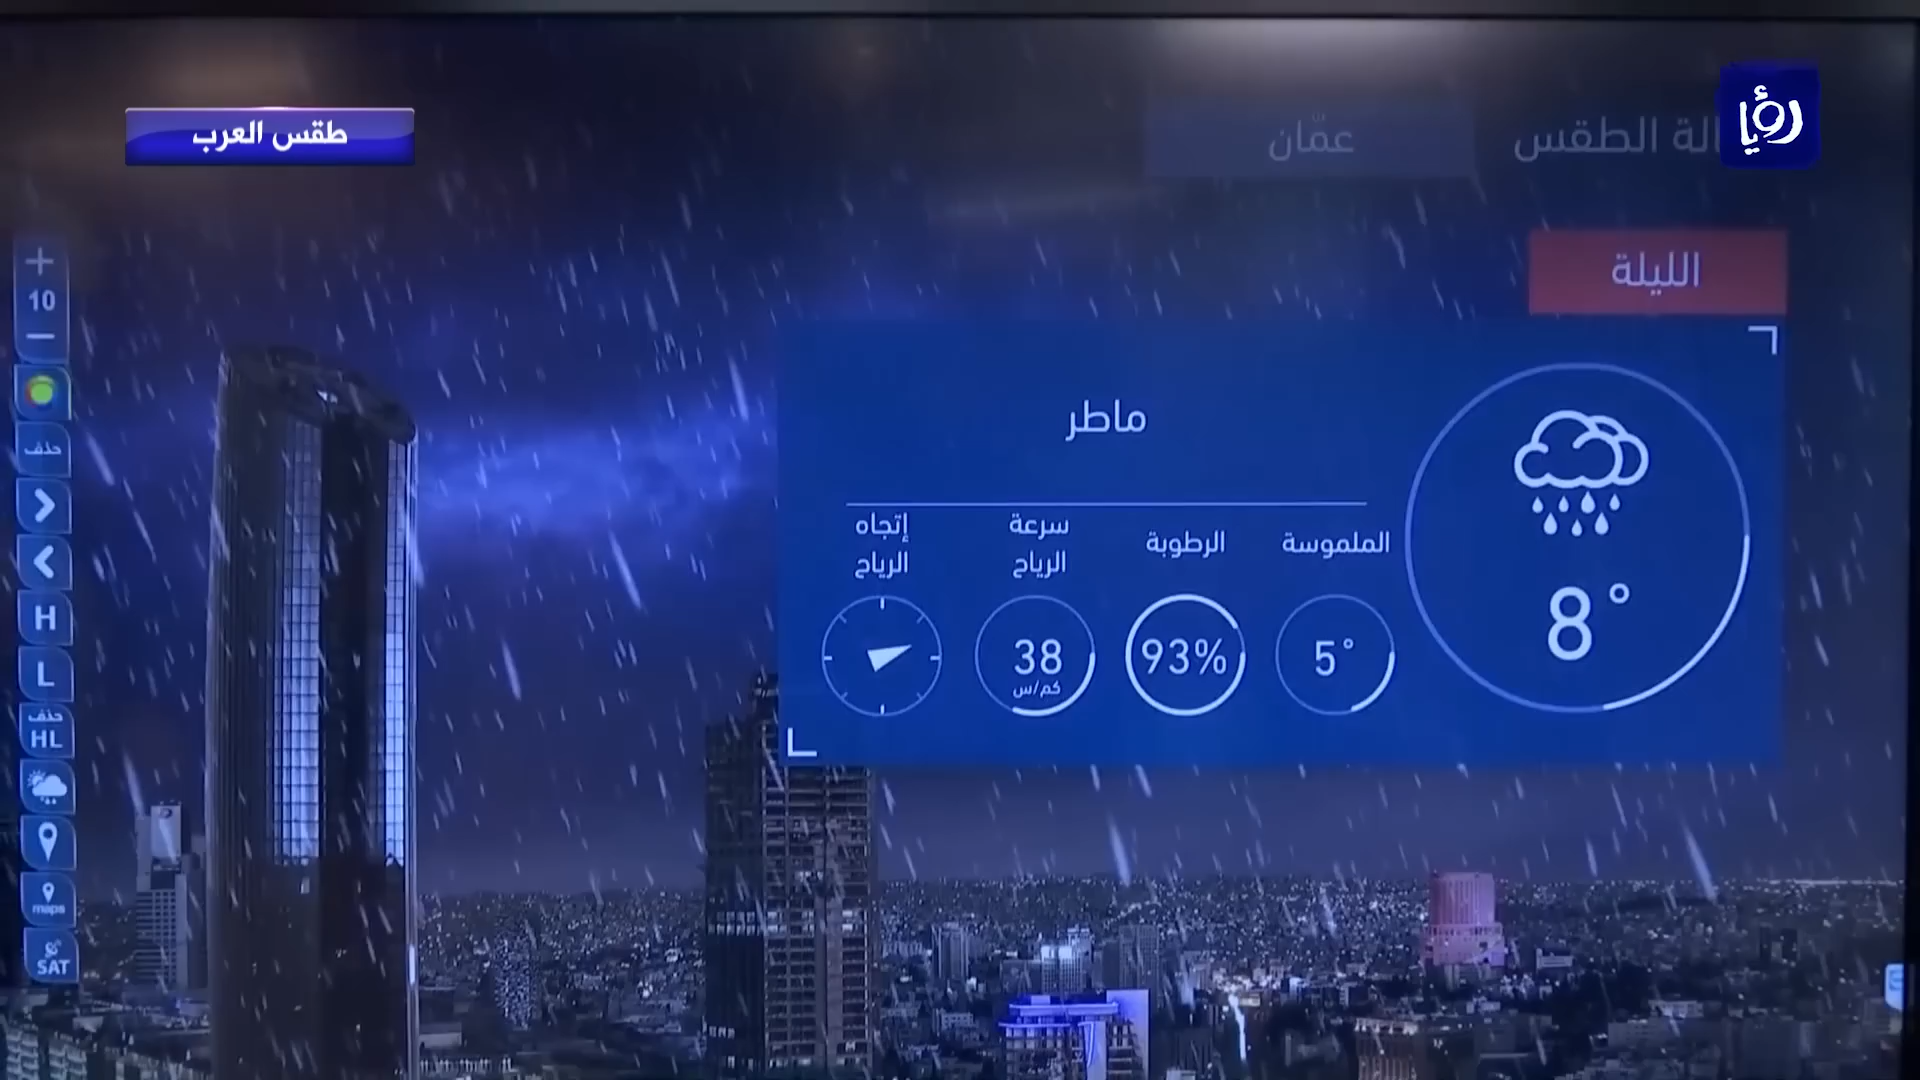 رؤيا
طقس العرب
عمّان
الطقس
الليلة
ماطر
8°
الملموسة
5°
الرطوبة
93%
سرعة
الرياح
38
كم/س
إتجاه
الرياح
10
حذف
H
L
حذف
HL
maps
SAT